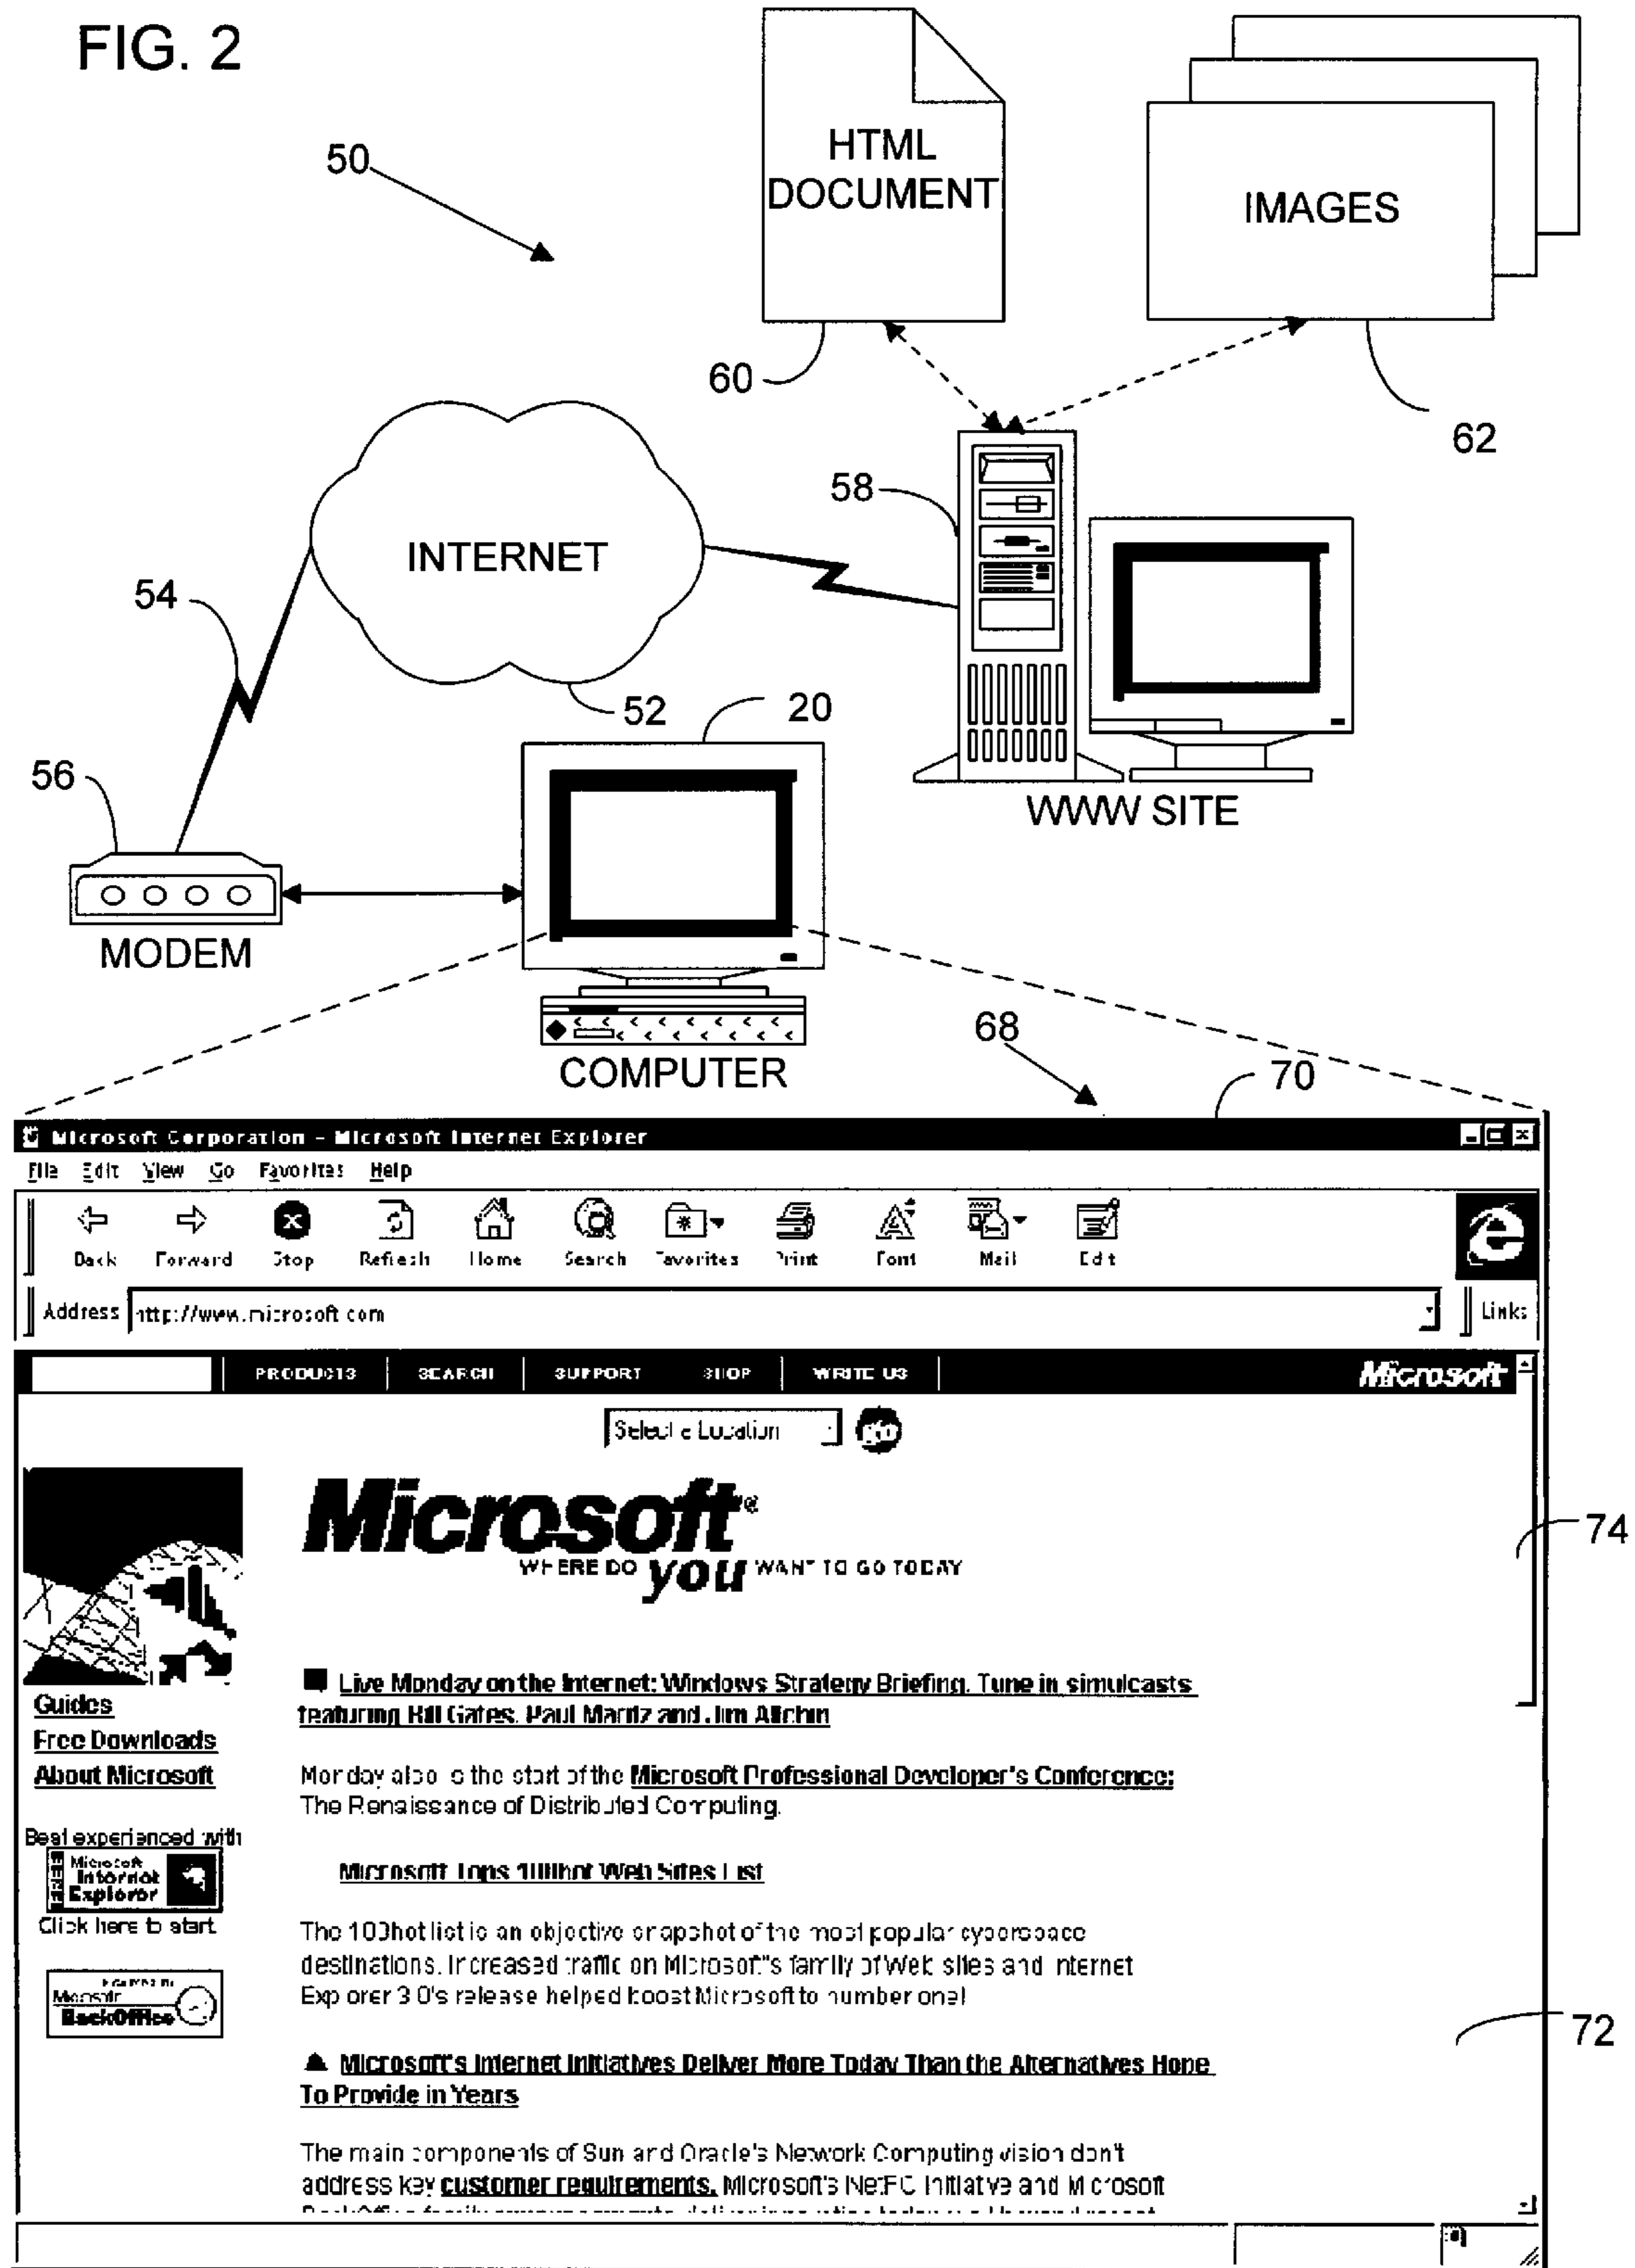 FIG. 2
HTML
DOCUMENT
IMAGES
50
60
62
INTERNET
58
54
52
20
56
WWW SITE
MODEM
COMPUTER
68
70
Microsoft Corporation - Microsoft Internet Explorer
File Edit View Go Favorites Help
Back Forward Stop Refresh Home Search Favorites Print Font Mail Edit
Address http://www.microsoft.com Links
PRODUCTS SEARCH SUPPORT SHOP WRITE US Microsoft
Select a Location Go
Microsoft®
WHERE DO you WANT TO GO TODAY
74
Live Monday on the Internet: Windows Strategy Briefing. Tune in simulcasts
featuring Bill Gates, Paul Maritz and Jim Allchin
Guides
Free Downloads
About Microsoft
Monday also is the start of the Microsoft Professional Developer's Conference:
The Renaissance of Distributed Computing.
Best experienced with
Microsoft
Internet
Explorer
Click here to start
Microsoft Tops 100hot Web Sites List
The 100hot list is an objective snapshot of the most popular cyberspace
destinations. Increased traffic on Microsoft's family of Web sites and Internet
Explorer 3.0's release helped boost Microsoft to number one!
Microsoft
BackOffice
72
Microsoft's Internet Initiatives Deliver More Today Than the Alternatives Hope
To Provide in Years
The main components of Sun and Oracle's Network Computing vision don't
address key customer requirements. Microsoft's NetPC Initiative and Microsoft